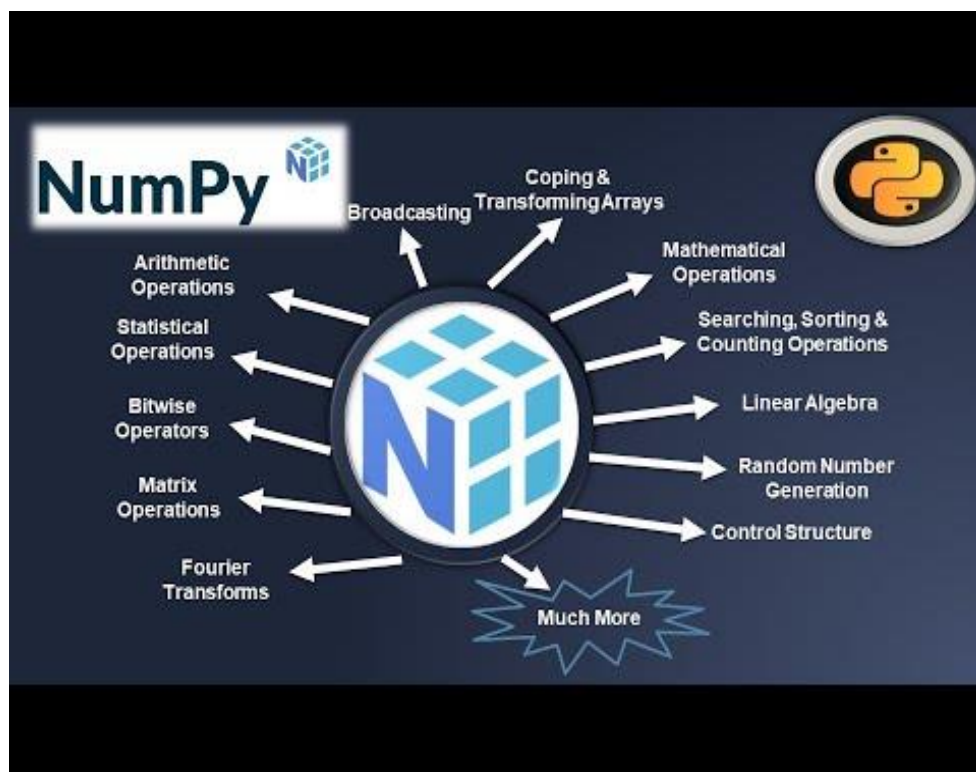 NumPy
Broadcasting
Coping &
Transforming Arrays
Arithmetic
Operations
Mathematical
Operations
Statistical
Operations
Searching, Sorting &
Counting Operations
Bitwise
Operators
Linear Algebra
Matrix
Operations
Random Number
Generation
Control Structure
Fourier
Transforms
Much More